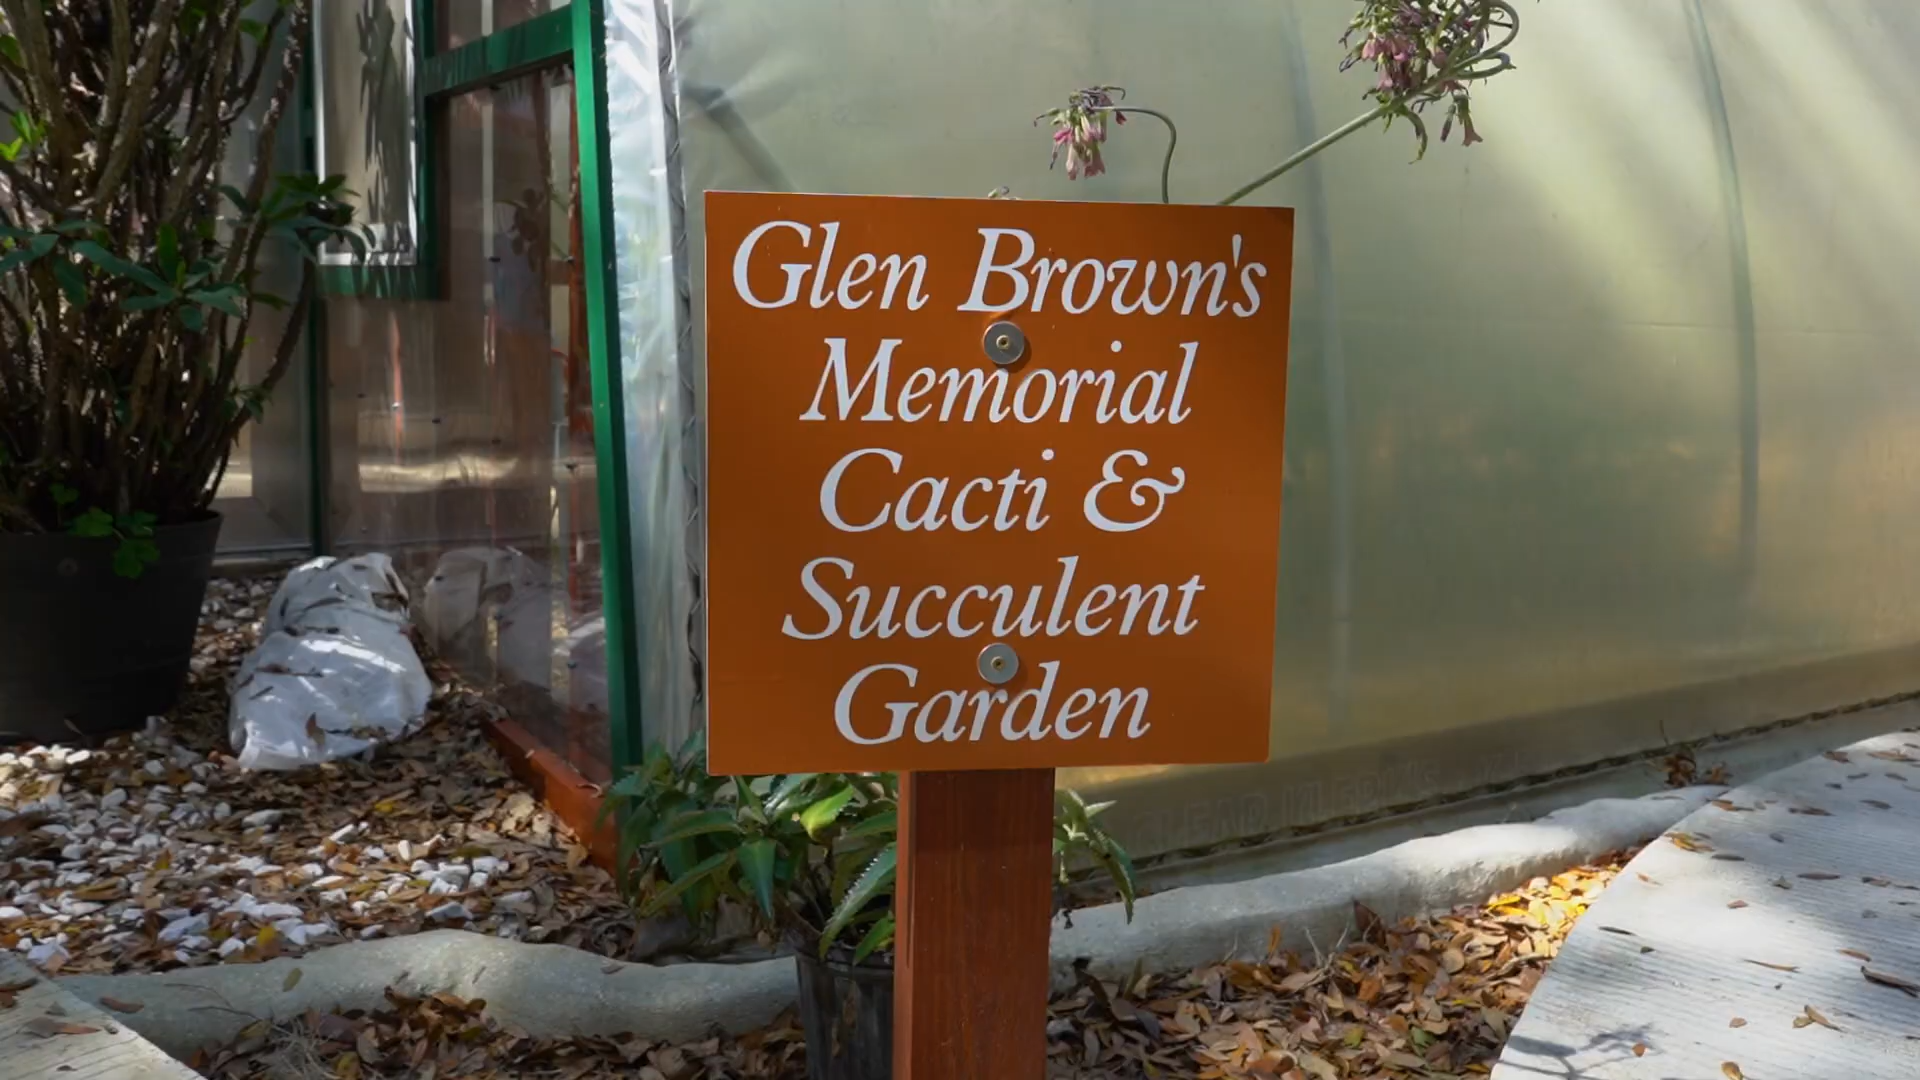 Glen Brown's
Memorial
Cacti &
Succulent
Garden